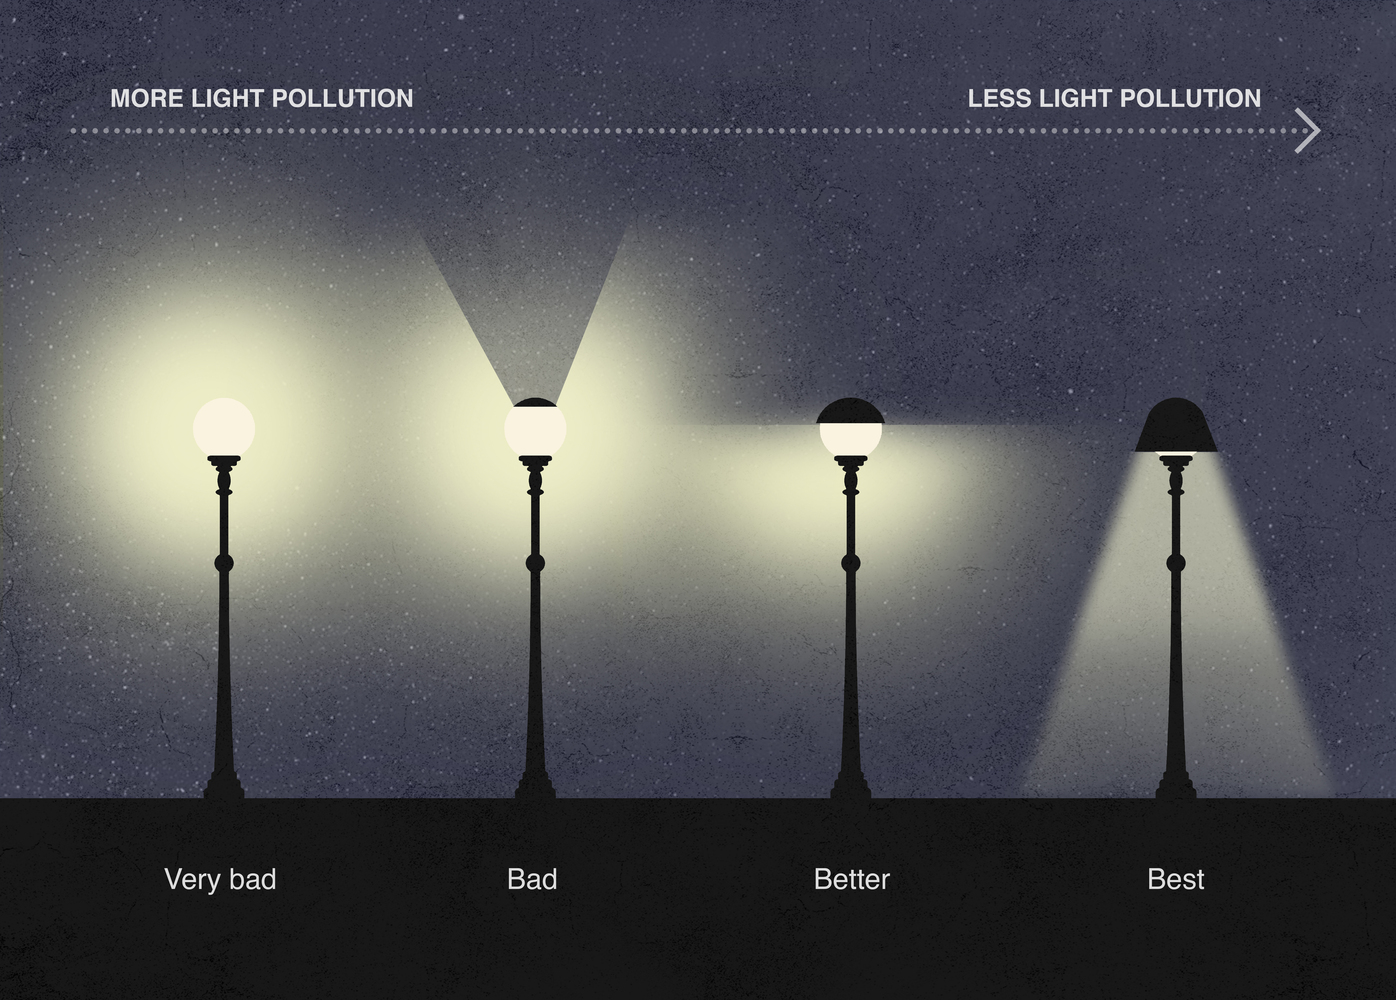 MORE LIGHT POLLUTION
LESS LIGHT POLLUTION
Very bad
Bad
Better
Best